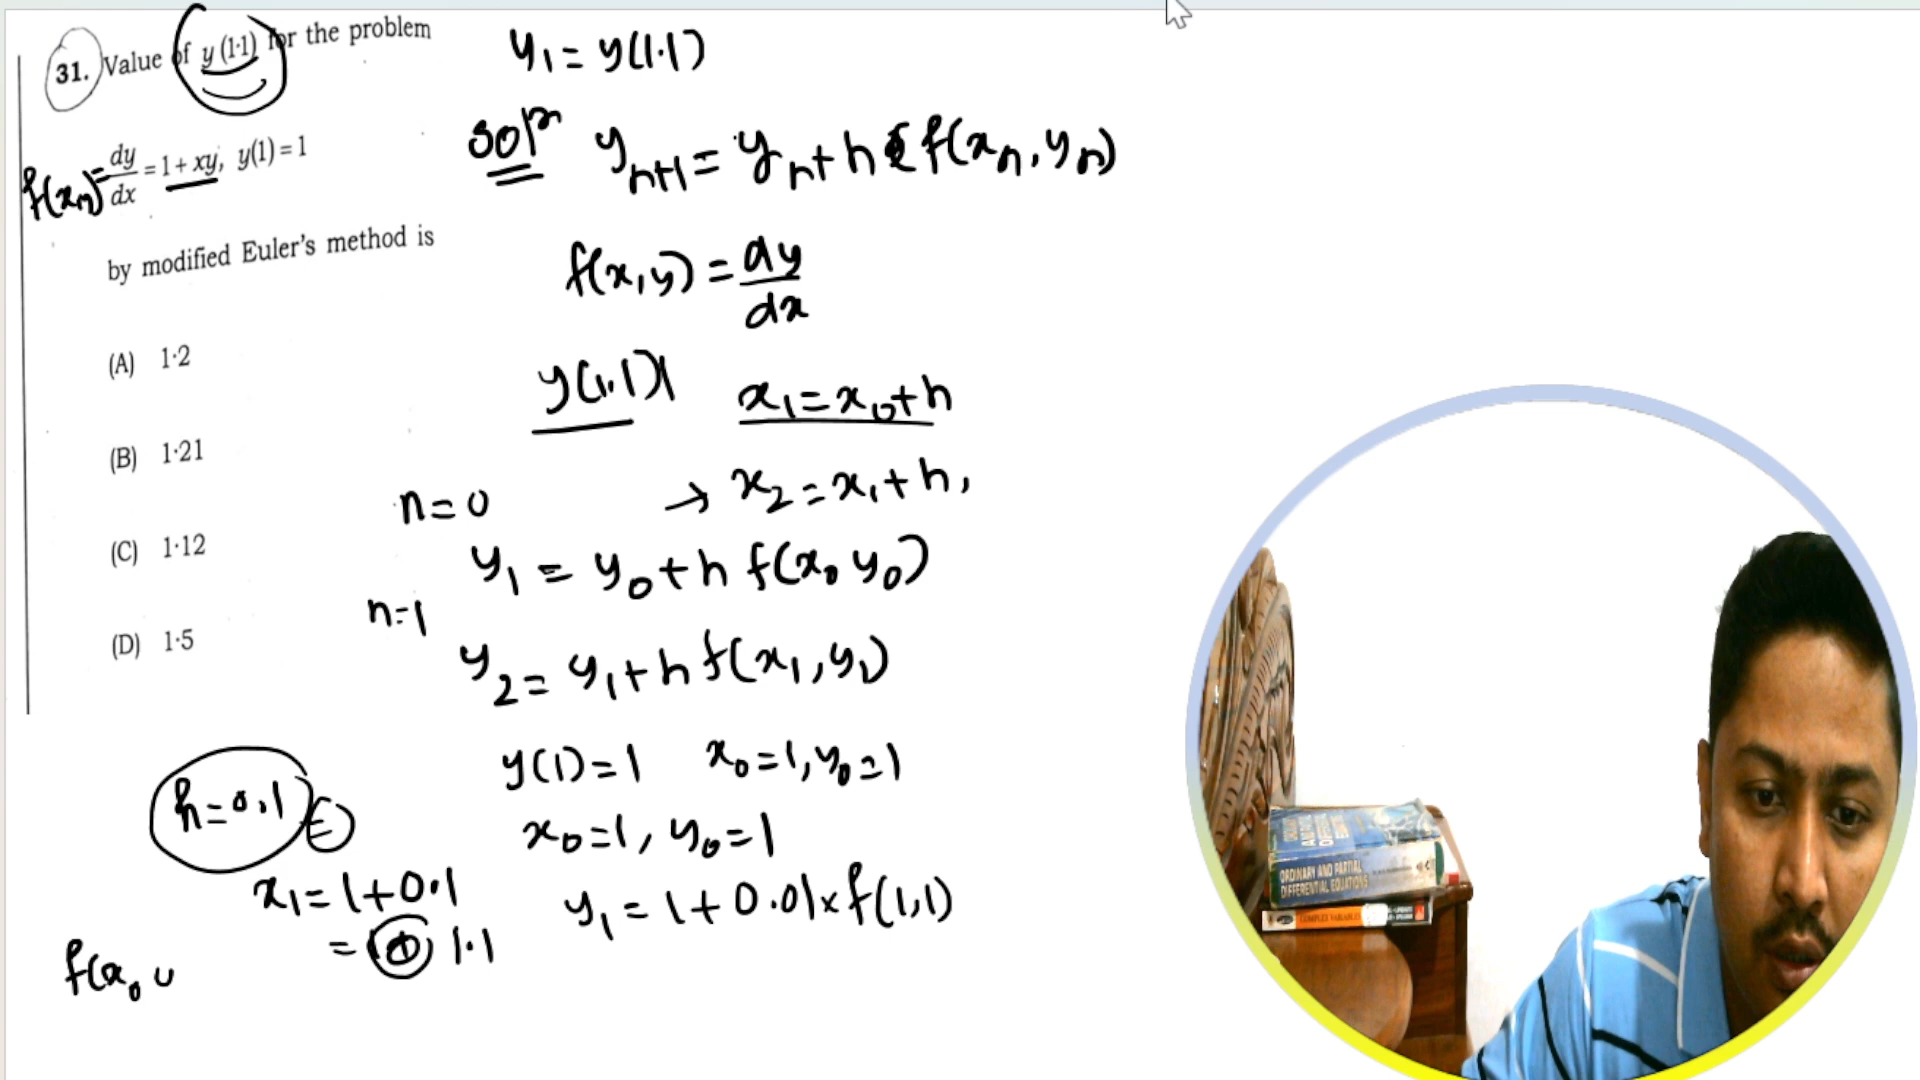 31. Value of y (1·1) for the problem
f(xn) = dy/dx = 1 + xy, y(1) = 1
by modified Euler's method is
(A) 1·2
(B) 1·21
(C) 1·12
(D) 1·5
h=0.1
x1 = 1+0.1
= 1.1
f(x0
y1 = y(1.1)
Soln yn+1 = yn + h f(xn, yn)
f(x,y) = dy/dx
y(1.1)
x1 = x0+h
→ x2 = x1+h,
n=0
y1 = y0+h f(x0 y0)
n=1
y2 = y1+h f(x1, y1)
y(1)=1 x0=1, y0=1
x0=1, y0=1
y1 = 1+0.01× f(1,1)
ORDINARY AND PARTIAL
DIFFERENTIAL EQUATIONS